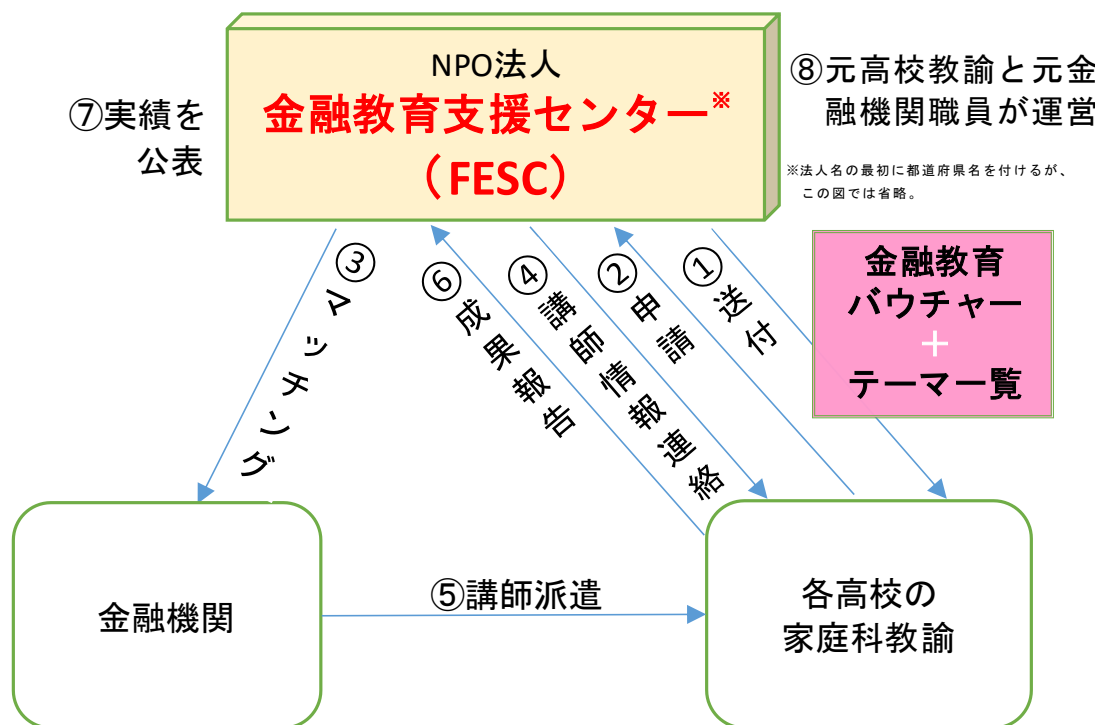 NPO法人
金融教育支援センター※
（FESC）
⑦実績を
公表
⑧元高校教諭と元金
融機関職員が運営
※法人名の最初に都道府県名を付けるが、
この図では省略。
③マッチング
⑥成果報告
④講師情報連絡
②申請
①送付
金融教育
バウチャー
＋
テーマ一覧
金融機関
⑤講師派遣
各高校の
家庭科教諭